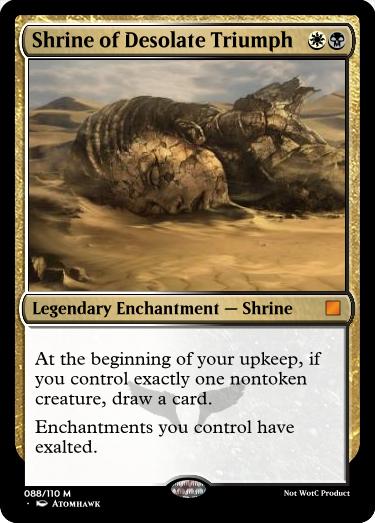 Shrine of Desolate Triumph
Legendary Enchantment — Shrine
At the beginning of your upkeep, if
you control exactly one nontoken
creature, draw a card.
Enchantments you control have
exalted.
088/110 M
Not WotC Product
· Atomhawk